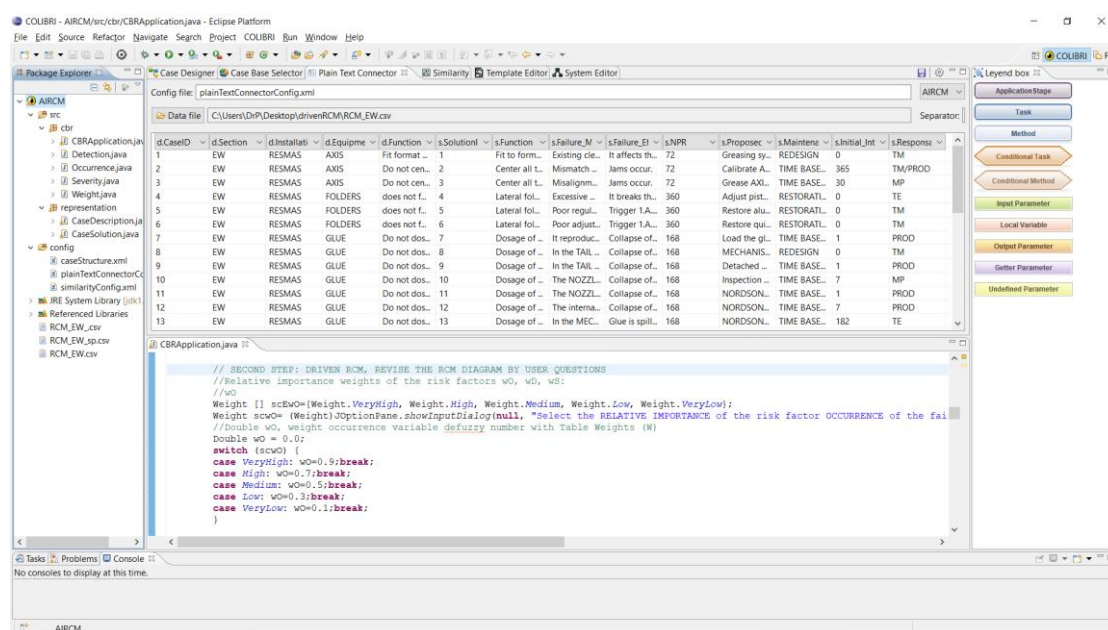 COLIBRI - AIRCM/src/cbr/CBRApplication.java - Eclipse Platform
File Edit Source Refactor Navigate Search Project COLIBRI Run Window Help
COLIBRI
Package Explorer
AIRCM
src
cbr
CBRApplication.jav
Detection.java
Occurrence.java
Severity.java
Weight.java
representation
CaseDescription.ja
CaseSolution.java
config
caseStructure.xml
plainTextConnectorCo
similarityConfig.xml
JRE System Library [jdk1.
Referenced Libraries
RCM_EW_.csv
RCM_EW_sp.csv
RCM_EW.csv
Case Designer Case Base Selector Plain Text Connector Similarity Template Editor System Editor
Config file: plainTextConnectorConfig.xml AIRCM
Data file C:\Users\DrP\Desktop\drivenRCM\RCM_EW.csv Separator:
d.CaseID d.Section d.Installati d.Equipme d.Function s.SolutionI s.Function s.Failure_M s.Failure_Ef s.NPR s.Proposec s.Maintena s.Initial_Int s.Response
1 EW RESMAS AXIS Fit format ... 1 Fit to form... Existing cle... It affects th... 72 Greasing sy... REDESIGN 0 TM
2 EW RESMAS AXIS Do not cen... 2 Center all t... Mismatch ... Jams occur. 72 Calibrate A... TIME BASE... 365 TM/PROD
3 EW RESMAS AXIS Do not cen... 3 Center all t... Misalignm... Jams occur. 72 Grease AXI... TIME BASE... 30 MP
4 EW RESMAS FOLDERS does not f... 4 Lateral fol... Excessive ... It breaks th... 360 Adjust pist... RESTORATI... 0 TE
5 EW RESMAS FOLDERS does not f... 5 Lateral fol... Poor regul... Trigger 1.A... 360 Restore alu... RESTORATI... 0 TM
6 EW RESMAS FOLDERS does not f... 6 Lateral fol... Poor adjust... Trigger 1.A... 360 Restore qui... RESTORATI... 0 TM
7 EW RESMAS GLUE Do not dos... 7 Dosage of ... It reproduc... Collapse of... 168 Load the gl... TIME BASE... 1 PROD
8 EW RESMAS GLUE Do not dos... 8 Dosage of ... In the TAIL ... Collapse of... 168 MECHANIS... REDESIGN 0 TM
9 EW RESMAS GLUE Do not dos... 9 Dosage of ... In the TAIL ... Collapse of... 168 Detached ... TIME BASE... 1 PROD
10 EW RESMAS GLUE Do not dos... 10 Dosage of ... The NOZZL... Collapse of... 168 Inspection ... TIME BASE... 7 MP
11 EW RESMAS GLUE Do not dos... 11 Dosage of ... The NOZZL... Collapse of... 168 NORDSON... TIME BASE... 1 PROD
12 EW RESMAS GLUE Do not dos... 12 Dosage of ... The interna... Collapse of... 168 NORDSON... TIME BASE... 7 PROD
13 EW RESMAS GLUE Do not dos... 13 Dosage of ... In the MEC... Glue is spill... 168 NORDSON... TIME BASE... 182 TE
CBRApplication.java
// SECOND STEP: DRIVEN RCM, REVISE THE RCM DIAGRAM BY USER QUESTIONS
//Relative importance weights of the risk factors wO, wD, wS:
//wO
Weight [] scEwO={Weight.VeryHigh, Weight.High, Weight.Medium, Weight.Low, Weight.VeryLow};
Weight scwO= (Weight)JOptionPane.showInputDialog(null, "Select the RELATIVE IMPORTANCE of the risk factor OCCURRENCE of the fai
//Double wO, weight occurrence variable defuzzy number with Table Weights (W)
Double wO = 0.0;
switch (scwO) {
case VeryHigh: wO=0.9;break;
case High: wO=0.7;break;
case Medium: wO=0.5;break;
case Low: wO=0.3;break;
case VeryLow: wO=0.1;break;
}
Leyend box
Application Stage
Task
Method
Conditional Task
Conditional Method
Input Parameter
Local Variable
Output Parameter
Getter Parameter
Undefined Parameter
Tasks Problems Console
No consoles to display at this time.
AIRCM